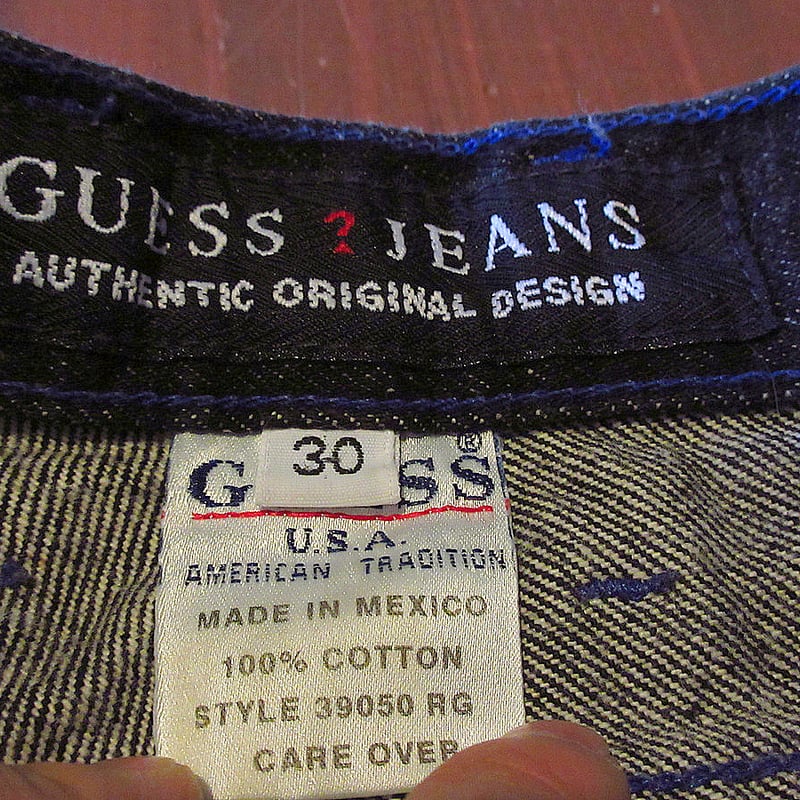 GUESS ? JEANS
AUTHENTIC ORIGINAL DESIGN
30
G SS®
U.S.A.
AMERICAN TRADITION
MADE IN MEXICO
100% COTTON
STYLE 39050 RG
CARE OVER